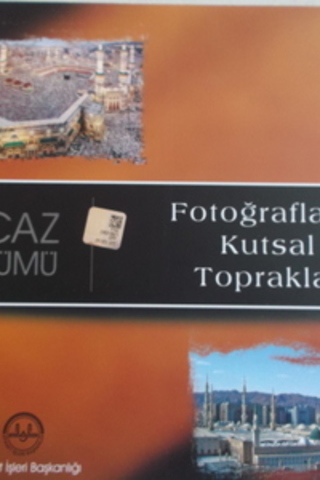 CAZ
ÜMÜ
Fotoğrafla
Kutsal
Toprakla
t İşleri Başkanlığı